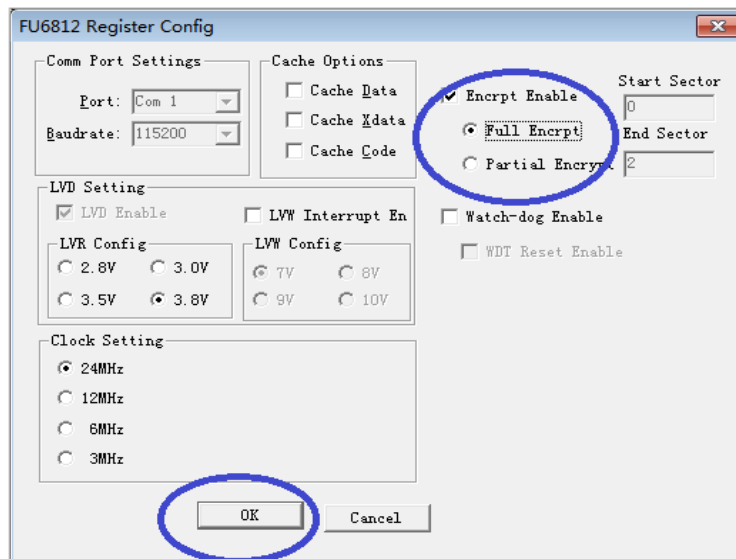 FU6812 Register Config
Comm Port Settings
Port: Com 1
Baudrate: 115200
Cache Options
Cache Data
Cache Xdata
Cache Code
Encrpt Enable
Full Encrpt
Partial Encrypt
Start Sector
0
End Sector
2
LVD Setting
LVD Enable
LVW Interrupt En
LVR Config
2.8V 3.0V
3.5V 3.8V
LVW Config
7V 8V
9V 10V
Watch-dog Enable
WDT Reset Enable
Clock Setting
24MHz
12MHz
6MHz
3MHz
OK
Cancel